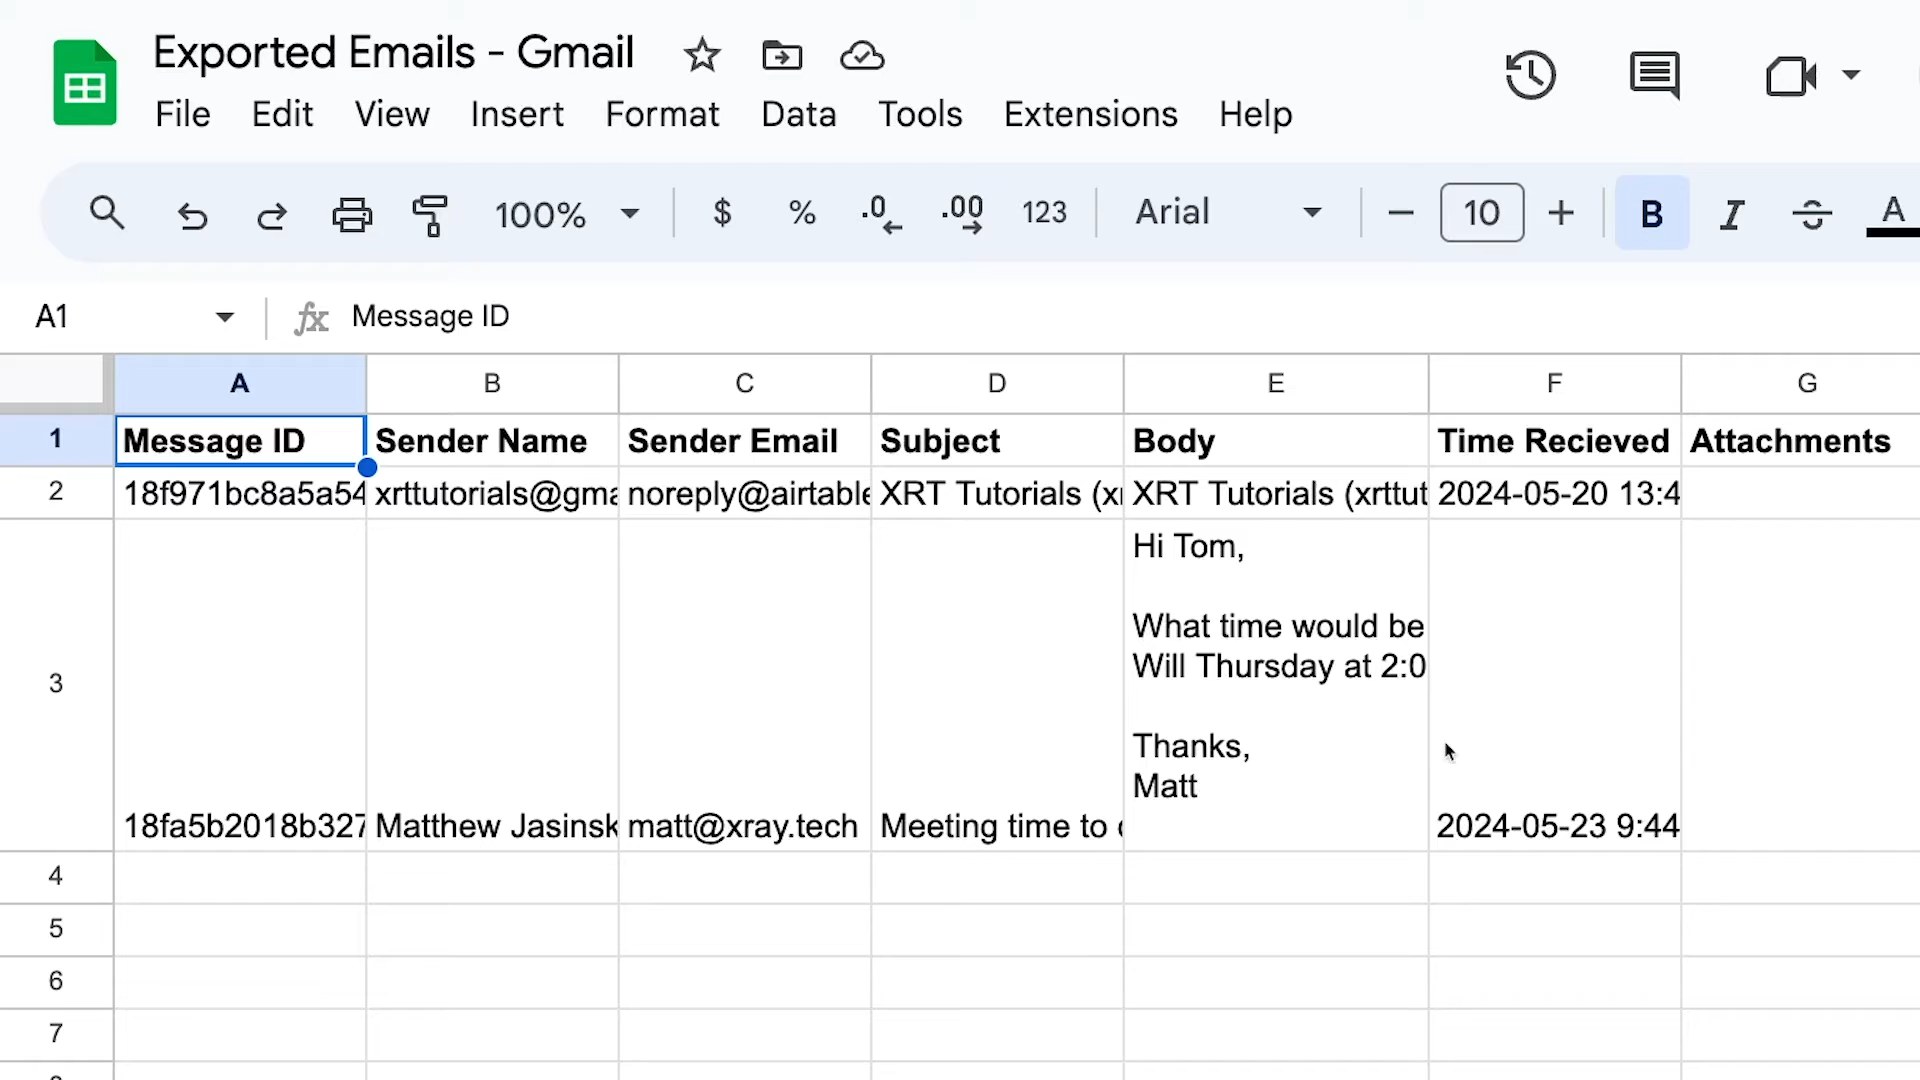 Exported Emails - Gmail
File Edit View Insert Format Data Tools Extensions Help
100% $ % .0 .00 123 Arial 10 B I S A
A1 fx Message ID
A B C D E F G
1 Message ID Sender Name Sender Email Subject Body Time Recieved Attachments
2 18f971bc8a5a54 xrttutorials@gma noreply@airtable XRT Tutorials (x XRT Tutorials (xrttut 2024-05-20 13:4
Hi Tom,
What time would be
Will Thursday at 2:0
3
Thanks,
Matt
18fa5b2018b327 Matthew Jasinsk matt@xray.tech Meeting time to 2024-05-23 9:44
4
5
6
7